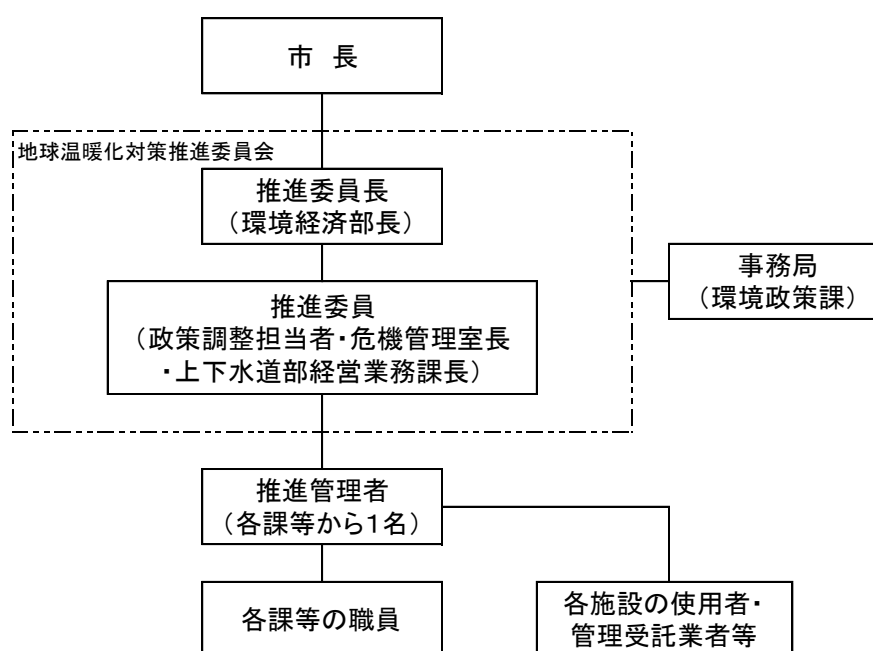 市 長
地球温暖化対策推進委員会
推進委員長
（環境経済部長）
事務局
（環境政策課）
推進委員
（政策調整担当者・危機管理室長
・上下水道部経営業務課長）
推進管理者
（各課等から１名）
各課等の職員
各施設の使用者・
管理受託業者等